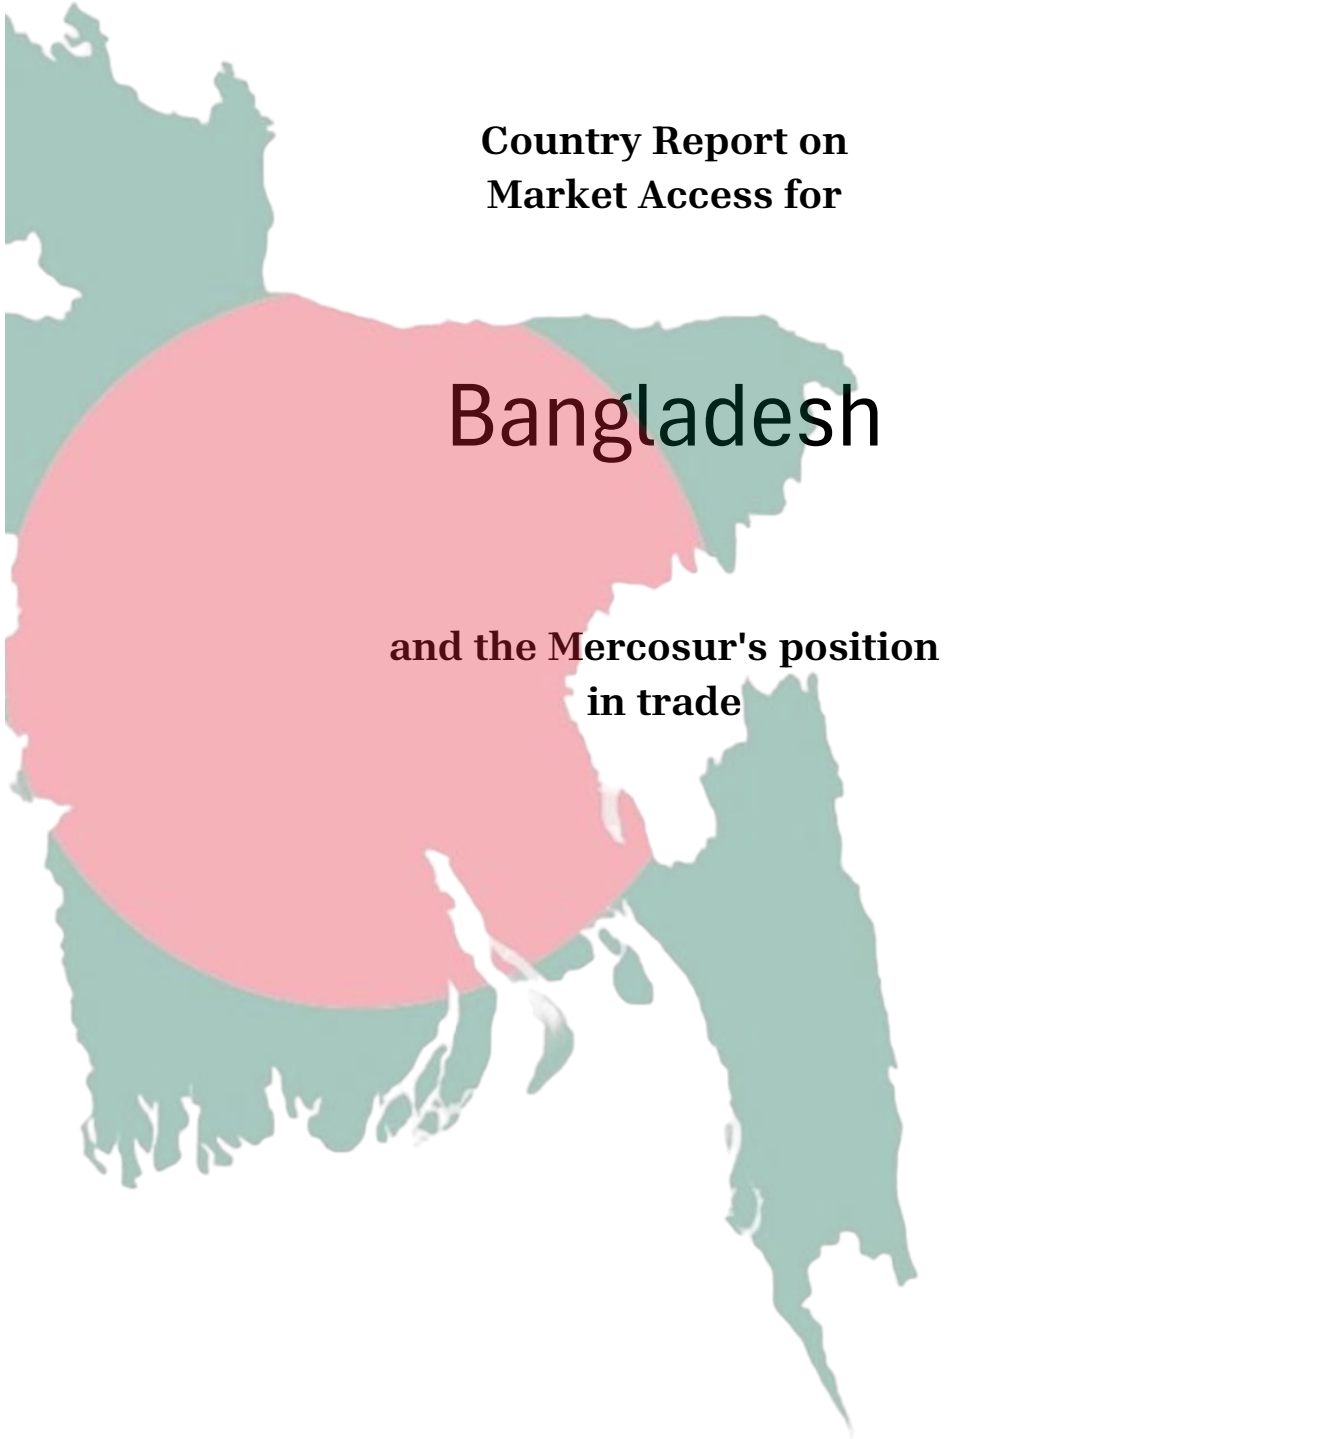 Country Report on
Market Access for
Bangladesh
and the Mercosur's position
in trade